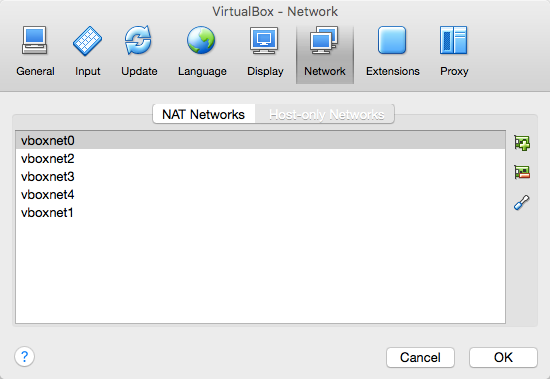 VirtualBox - Network
General Input Update Language Display Network Extensions Proxy
NAT Networks Host-only Networks
vboxnet0
vboxnet2
vboxnet3
vboxnet4
vboxnet1
? Cancel OK